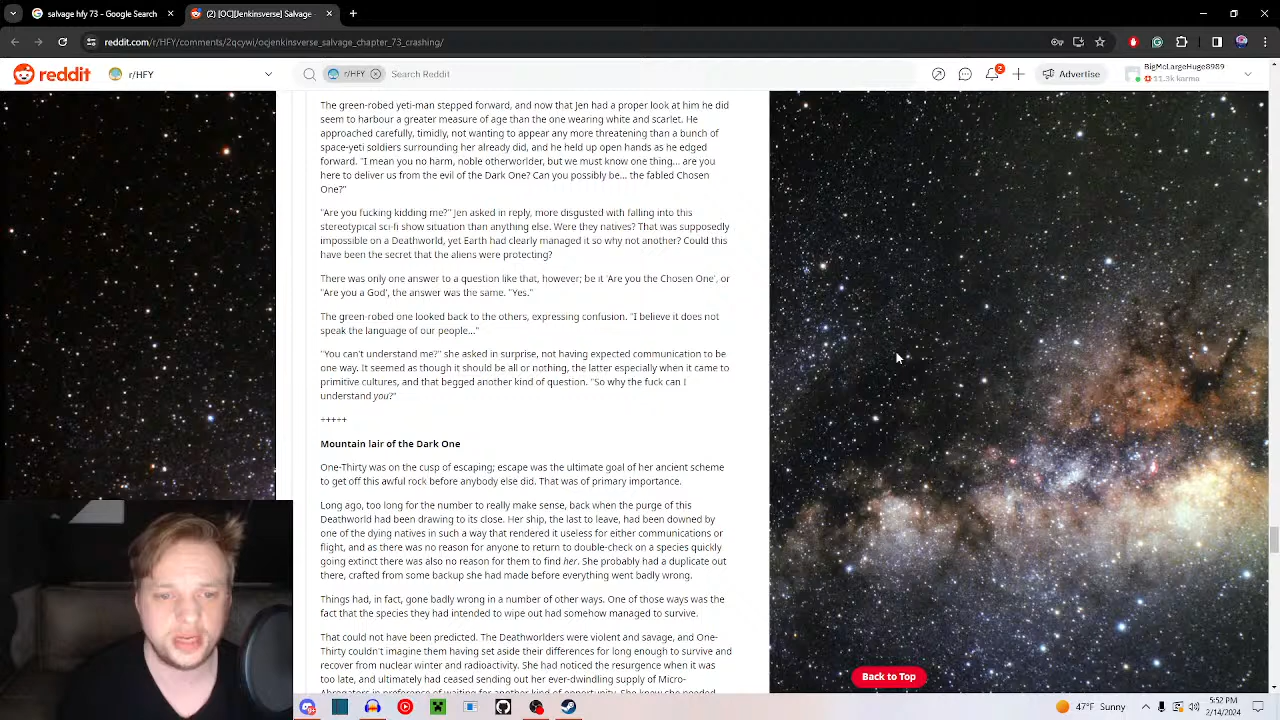 salvage hfy 73 - Google Search
(2) [OC][Jenkinsverse] Salvage
reddit.com/r/HFY/comments/2qcywi/ocjenkinsverse_salvage_chapter_73_crashing/
reddit
r/HFY
r/HFY
Search Reddit
2
Advertise
BigMcLargeHuge8989
11.3k karma
The green-robed yeti-man stepped forward, and now that Jen had a proper look at him he did
seem to harbour a greater measure of age than the one wearing white and scarlet. He
approached carefully, timidly, not wanting to appear any more threatening than a bunch of
space-yeti soldiers surrounding her already did, and he held up open hands as he edged
forward. "I mean you no harm, noble otherworlder, but we must know one thing... are you
here to deliver us from the evil of the Dark One? Can you possibly be... the fabled Chosen
One?"
"Are you fucking kidding me?" Jen asked in reply, more disgusted with falling into this
stereotypical sci-fi show situation than anything else. Were they natives? That was supposedly
impossible on a Deathworld, yet Earth had clearly managed it so why not another? Could this
have been the secret that the aliens were protecting?
There was only one answer to a question like that, however; be it 'Are you the Chosen One', or
'Are you a God', the answer was the same. "Yes."
The green-robed one looked back to the others, expressing confusion. "I believe it does not
speak the language of our people..."
"You can't understand me?" she asked in surprise, not having expected communication to be
one way. It seemed as though it should be all or nothing, the latter especially when it came to
primitive cultures, and that begged another kind of question. "So why the fuck can I
understand you?"
+++++
Mountain lair of the Dark One
One-Thirty was on the cusp of escaping; escape was the ultimate goal of her ancient scheme
to get off this awful rock before anybody else did. That was of primary importance.
Long ago, too long for the number to really make sense, back when the purge of this
Deathworld had been drawing to its close. Her ship, the last to leave, had been downed by
one of the dying natives in such a way that rendered it useless for either communications or
flight, and as there was no reason for anyone to return to double-check on a species quickly
going extinct there was also no reason for them to find her. She probably had a duplicate out
there, crafted from some backup she had made before everything went badly wrong.
Things had, in fact, gone badly wrong in a number of other ways. One of those ways was the
fact that the species they had intended to wipe out had somehow managed to survive.
That could not have been predicted. The Deathworlders were violent and savage, and One-
Thirty couldn't imagine them having set aside their differences for long enough to survive and
recover from nuclear winter and radioactivity. She had noticed the resurgence when it was
too late, and ultimately had ceased sending out her ever-dwindling supply of Micro-
Back to Top
47°F Sunny
5:52 PM
2/14/2024